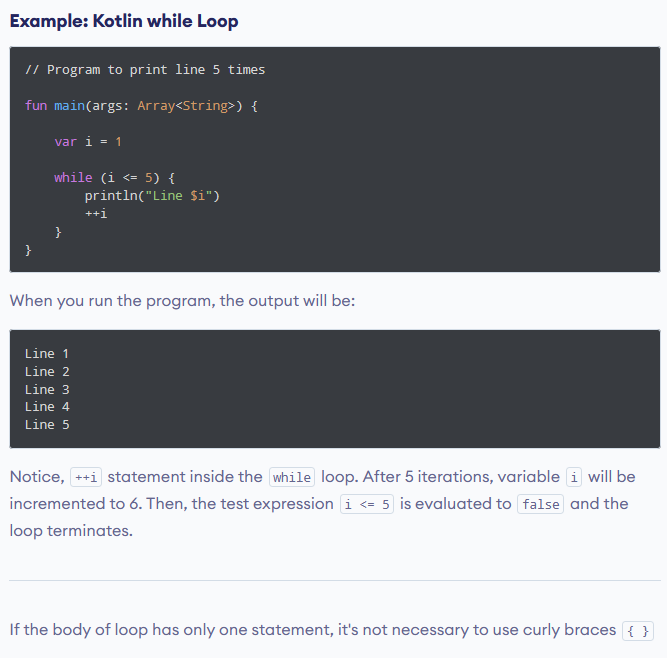 Example: Kotlin while Loop
// Program to print line 5 times
fun main(args: Array<String>) {
var i = 1
while (i <= 5) {
println("Line $i")
++i
}
}
When you run the program, the output will be:
Line 1
Line 2
Line 3
Line 4
Line 5
Notice, ++i statement inside the while loop. After 5 iterations, variable i will be
incremented to 6. Then, the test expression i <= 5 is evaluated to false and the
loop terminates.
If the body of loop has only one statement, it's not necessary to use curly braces { }